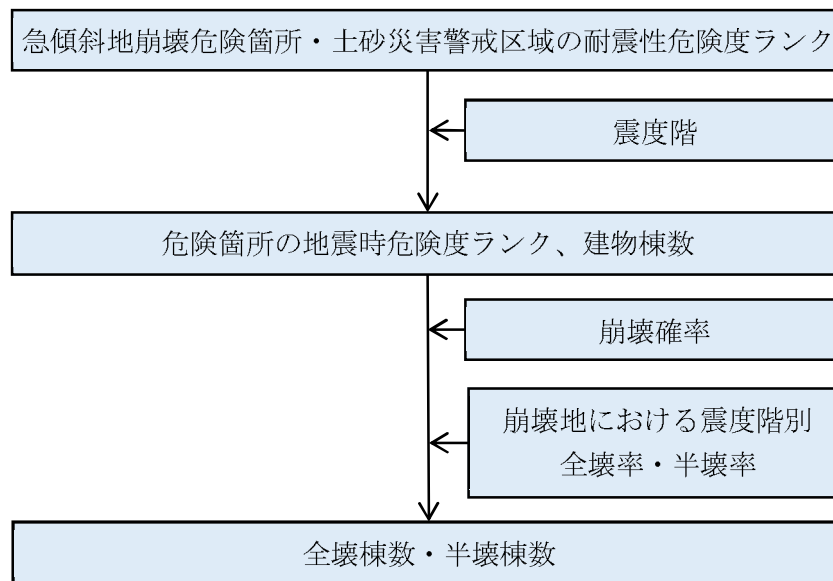 急傾斜地崩壊危険箇所・土砂災害警戒区域の耐震性危険度ランク
震度階
危険箇所の地震時危険度ランク、建物棟数
崩壊確率
崩壊地における震度階別
全壊率・半壊率
全壊棟数・半壊棟数